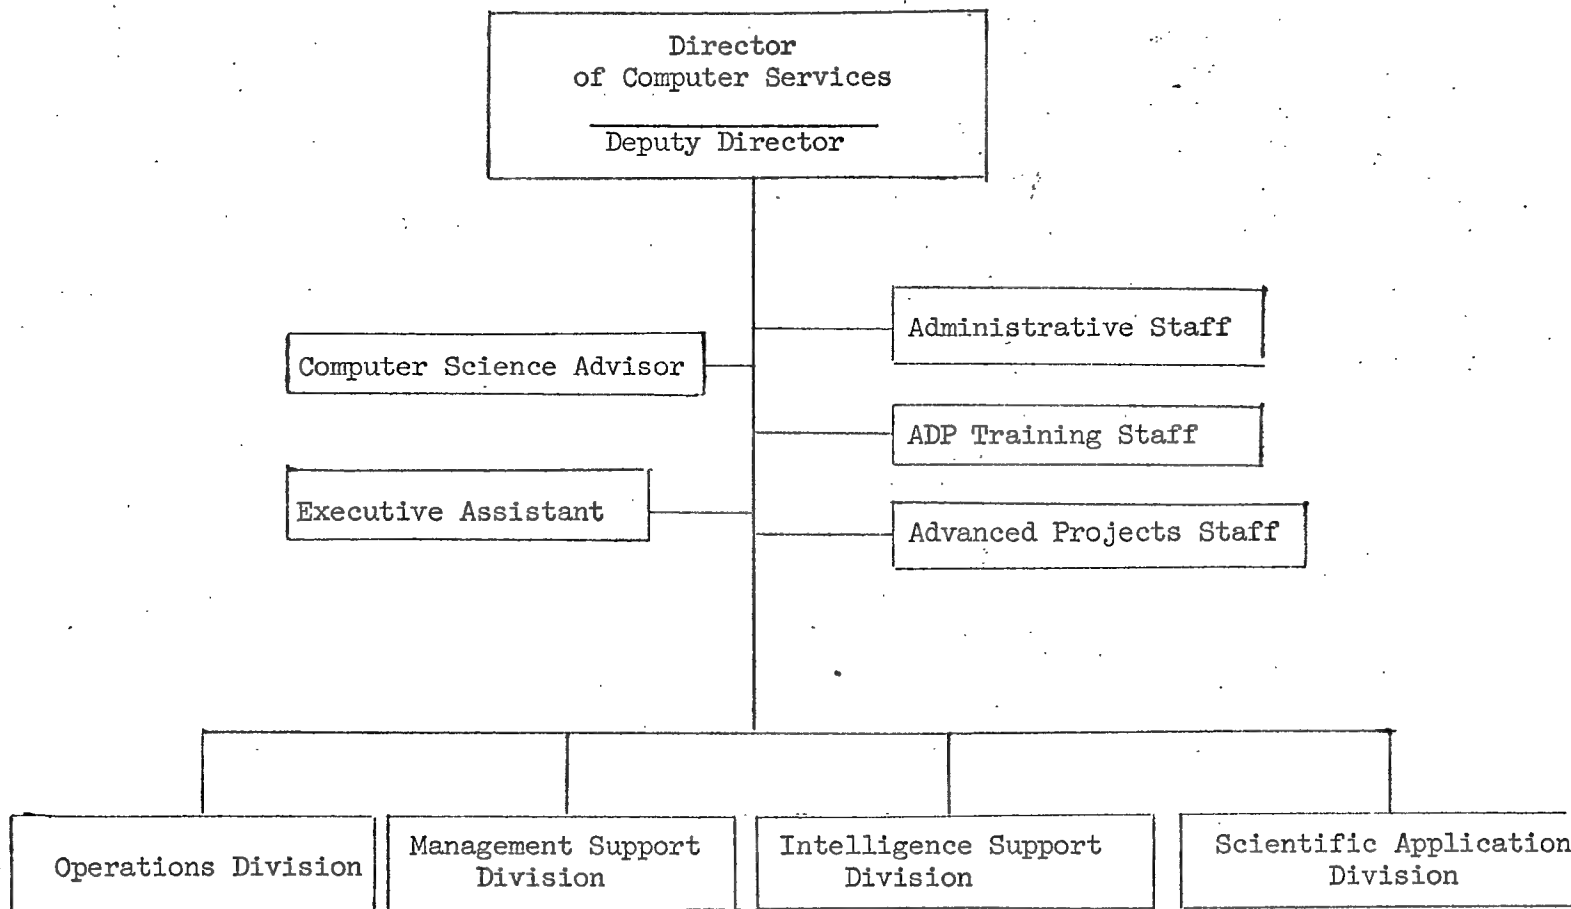 Director
of Computer Services
Deputy Director
Administrative Staff
Computer Science Advisor
ADP Training Staff
Executive Assistant
Advanced Projects Staff
Operations Division
Management Support
Division
Intelligence Support
Division
Scientific Application
Division